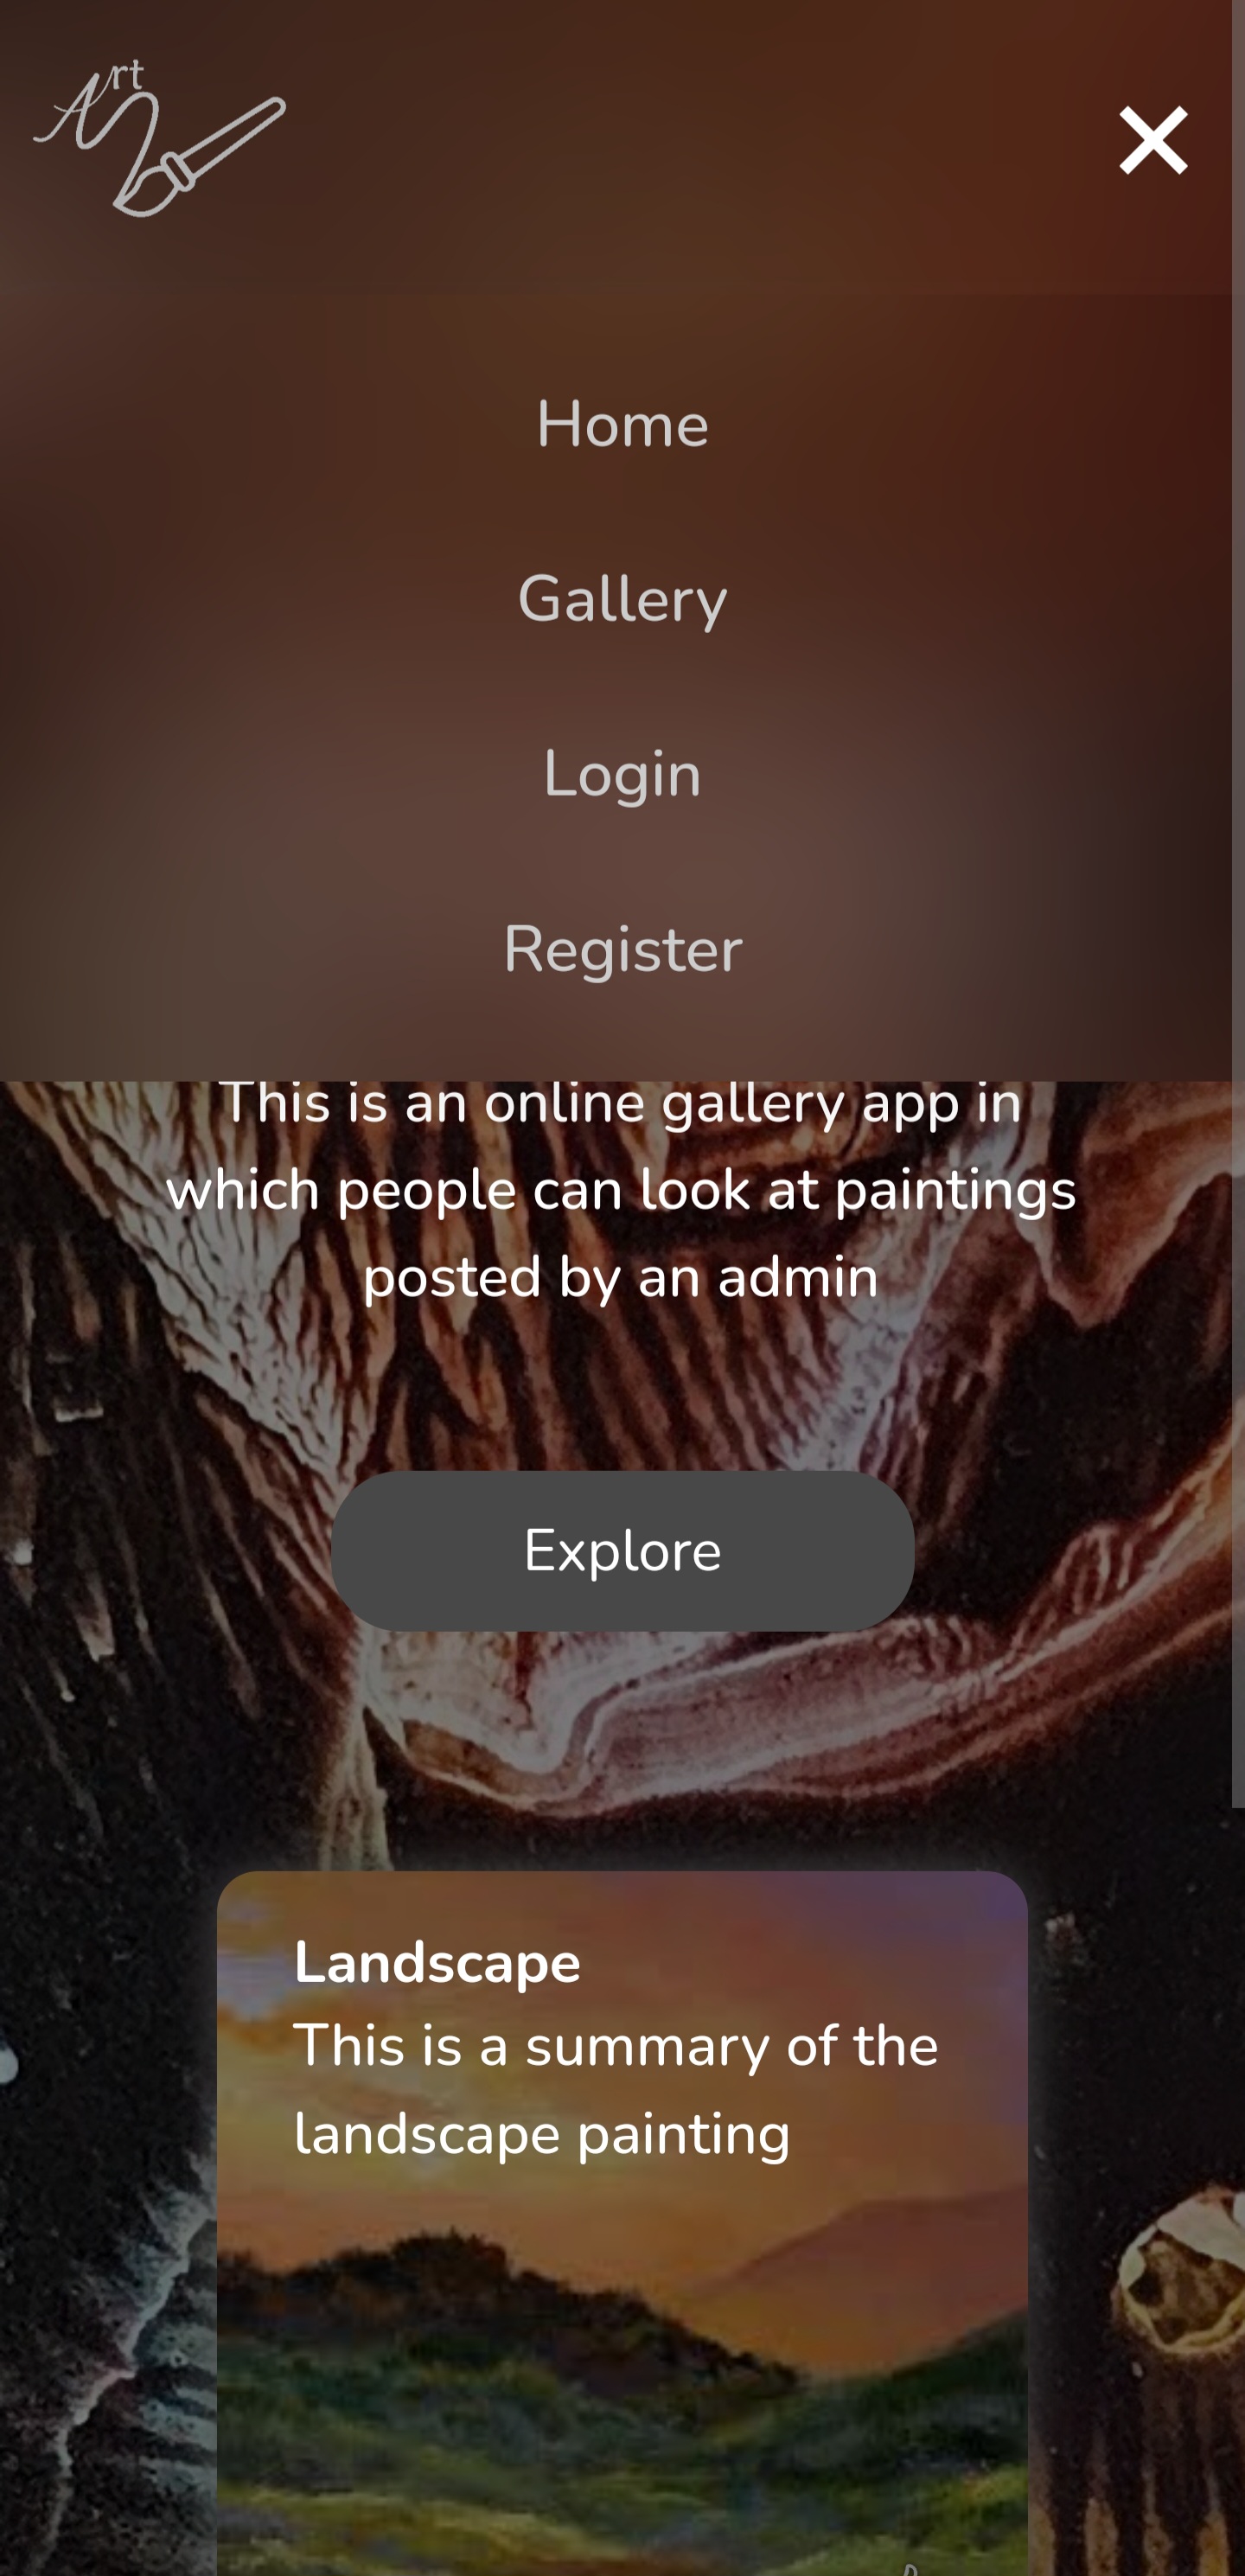 Art
Home
Gallery
Login
Register
This is an online gallery app in
which people can look at paintings
posted by an admin
Explore
Landscape
This is a summary of the
landscape painting